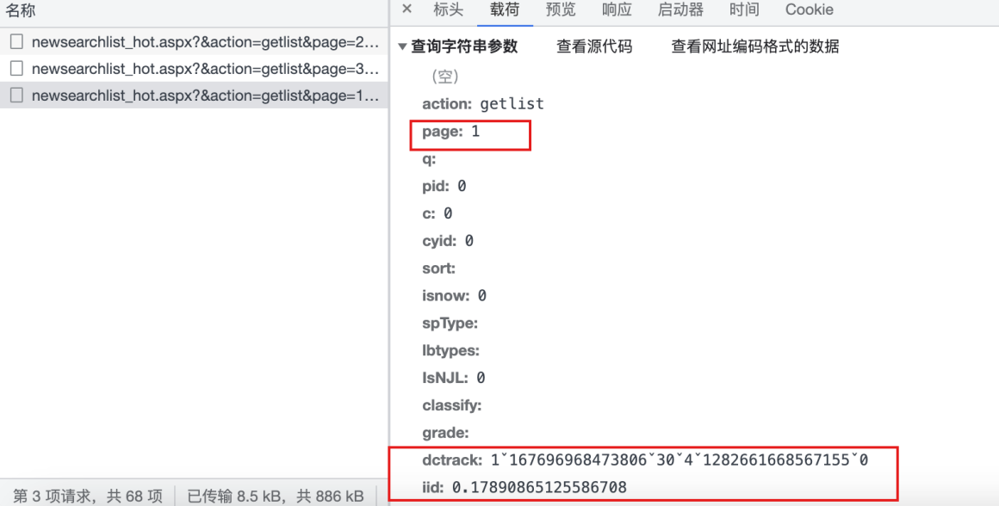 名称
newsearchlist_hot.aspx?&action=getlist&page=2...
newsearchlist_hot.aspx?&action=getlist&page=3...
newsearchlist_hot.aspx?&action=getlist&page=1...
第 3 项请求，共 68 项 已传输 8.5 kB，共 886 kB
× 标头 载荷 预览 响应 启动器 时间 Cookie
▼查询字符串参数 查看源代码 查看网址编码格式的数据
(空)
action: getlist
page: 1
q:
pid: 0
c: 0
cyid: 0
sort:
isnow: 0
spType:
lbtypes:
IsNJL: 0
classify:
grade:
dctrack: 1ˇ167696968473806ˇ30ˇ4ˇ1282661668567155ˇ0
iid: 0.17890865125586708